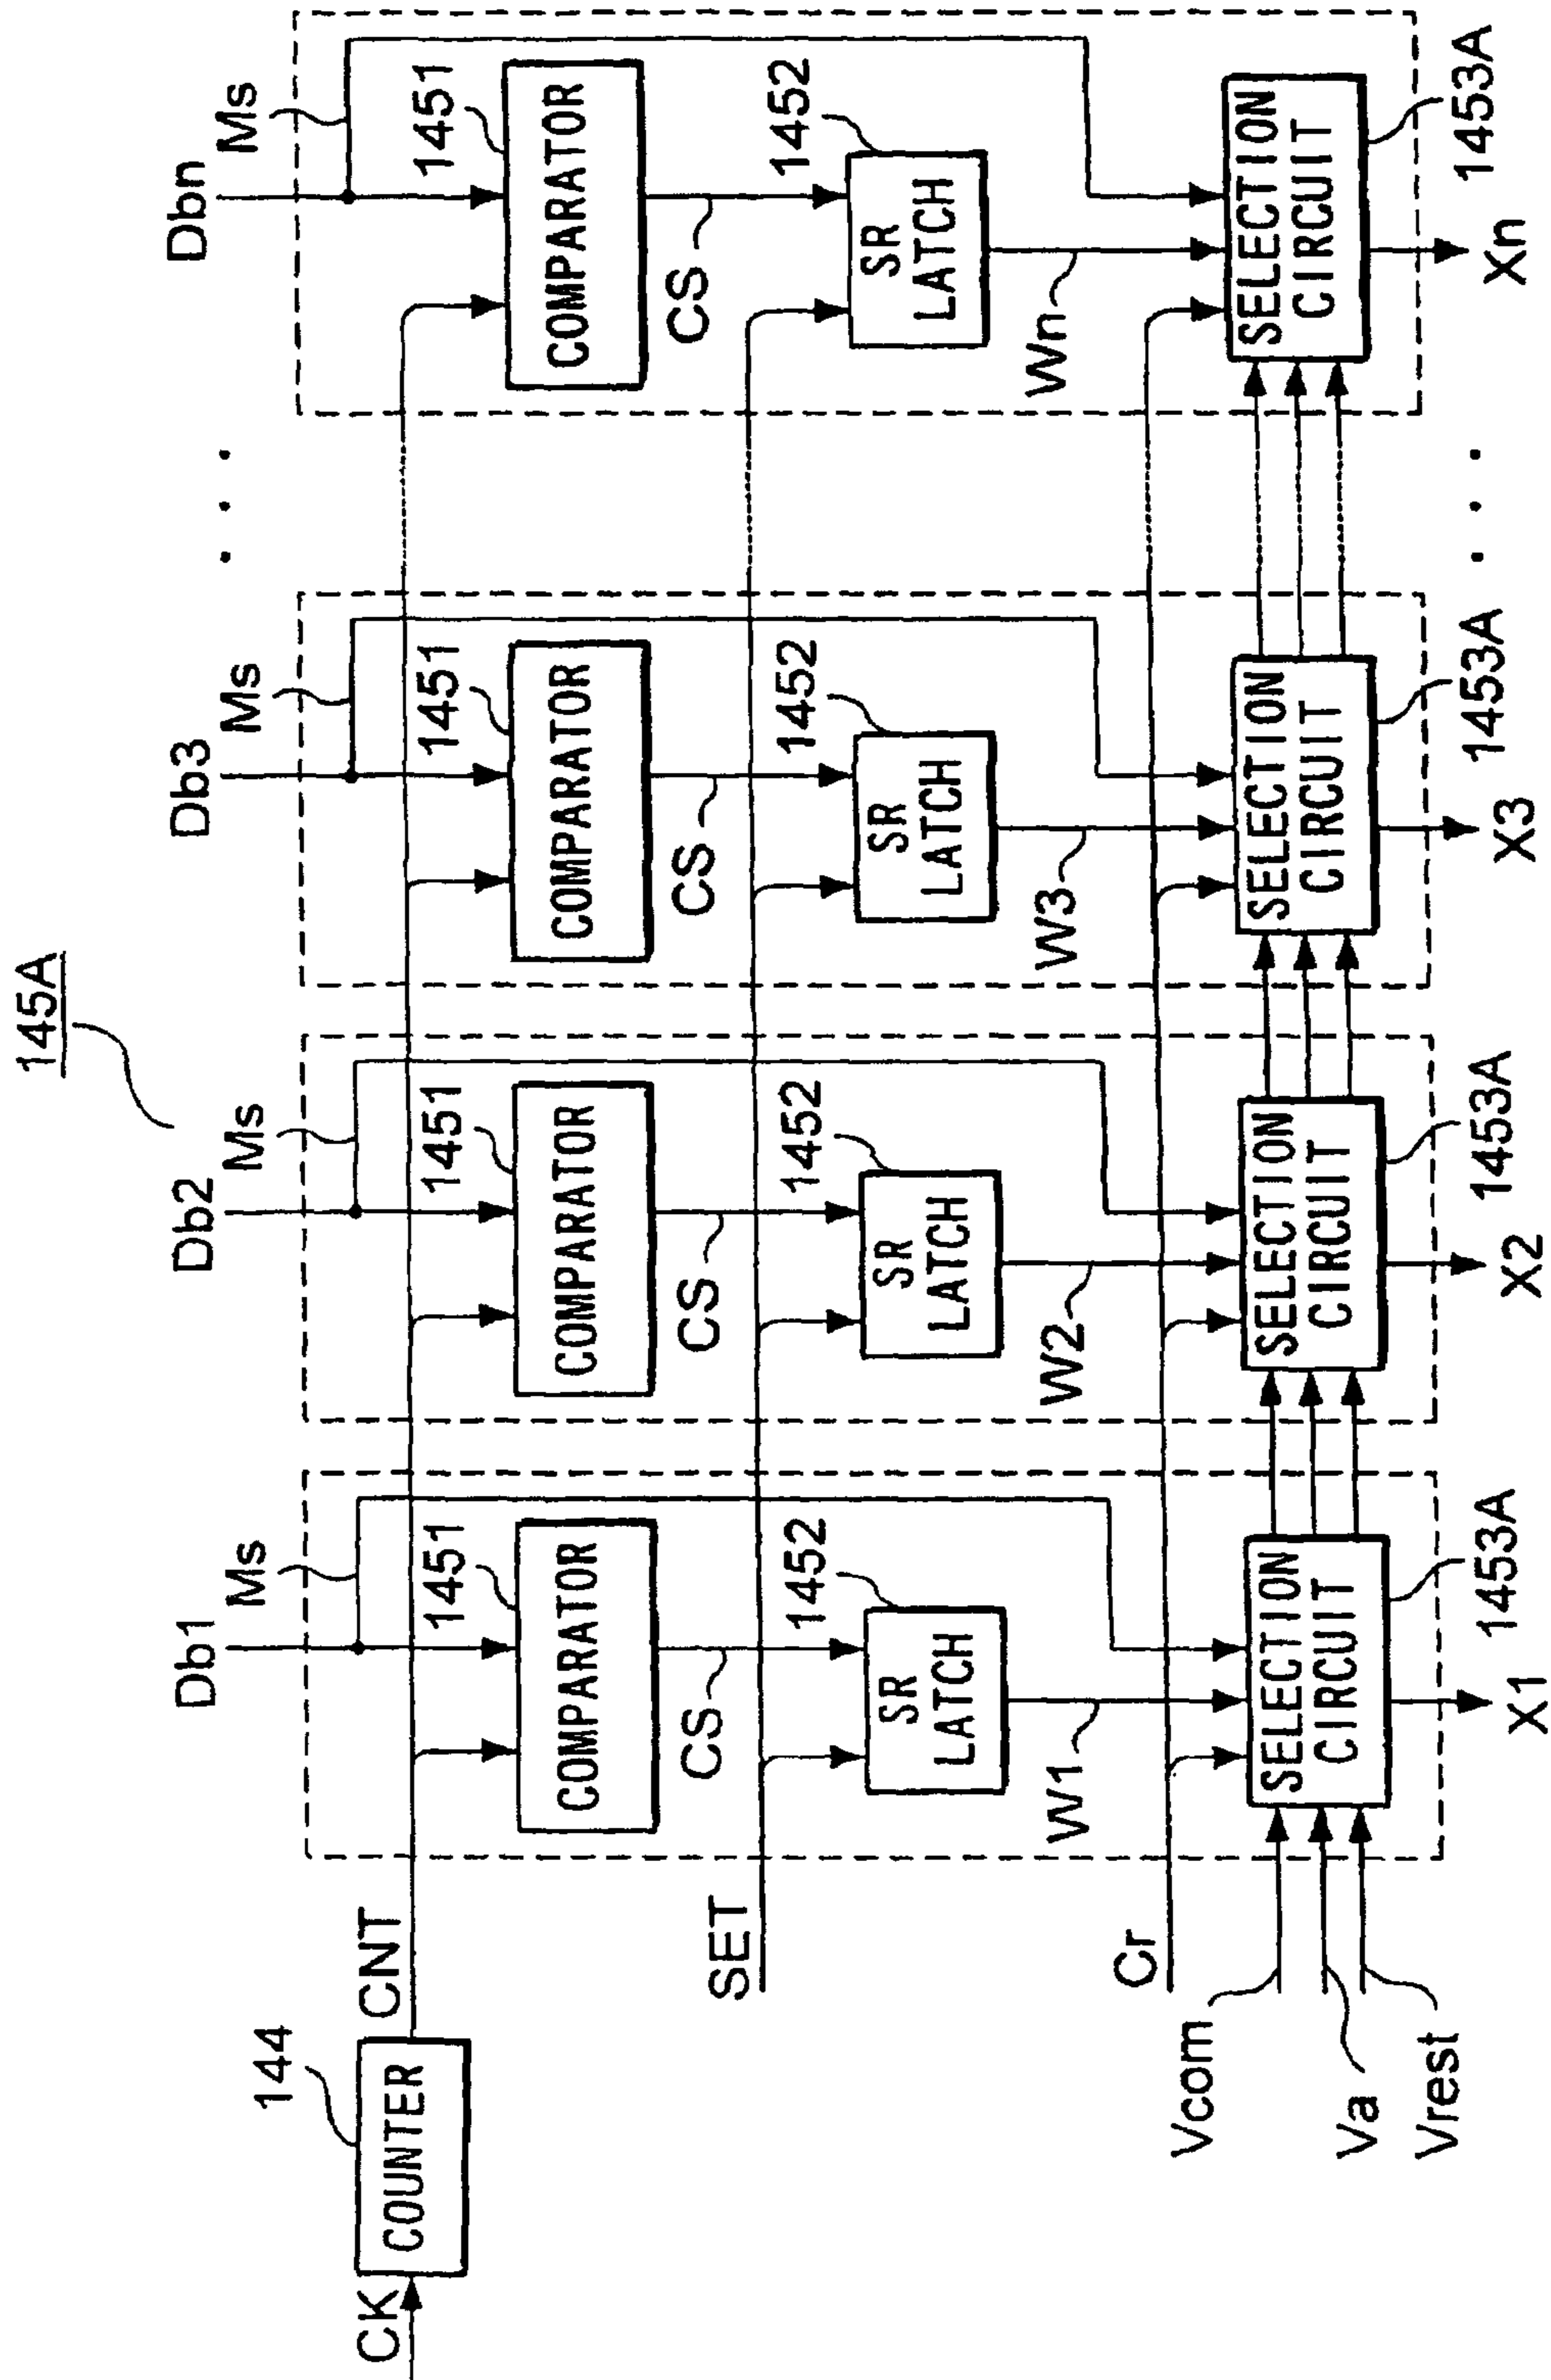 145A
Db1
Db2
Db3
Dbn
. . .
Ms
Ms
Ms
Ms
144
CK
COUNTER
CNT
1451
1451
1451
1451
COMPARATOR
COMPARATOR
COMPARATOR
COMPARATOR
CS
CS
CS
CS
SET
1452
1452
1452
1452
SR
LATCH
SR
LATCH
SR
LATCH
SR
LATCH
W1
W2
W3
Wn
Cr
Vcom
Va
Vrest
SELECTION
CIRCUIT
SELECTION
CIRCUIT
SELECTION
CIRCUIT
SELECTION
CIRCUIT
1453A
1453A
1453A
1453A
X1
X2
X3
. . .
Xn